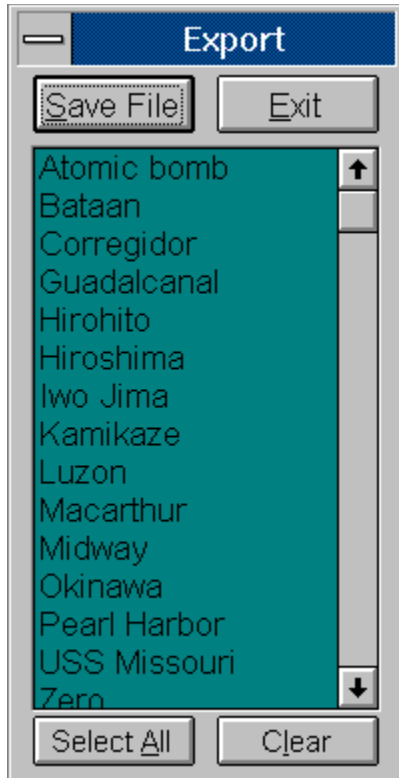 Export
Save File Exit
Atomic bomb
Bataan
Corregidor
Guadalcanal
Hirohito
Hiroshima
Iwo Jima
Kamikaze
Luzon
Macarthur
Midway
Okinawa
Pearl Harbor
USS Missouri
Zero
Select All Clear